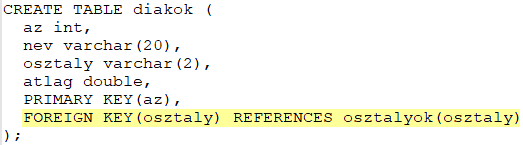 CREATE TABLE diakok (
az int,
nev varchar(20),
osztaly varchar(2),
atlag double,
PRIMARY KEY(az),
FOREIGN KEY(osztaly) REFERENCES osztalyok(osztaly)
);